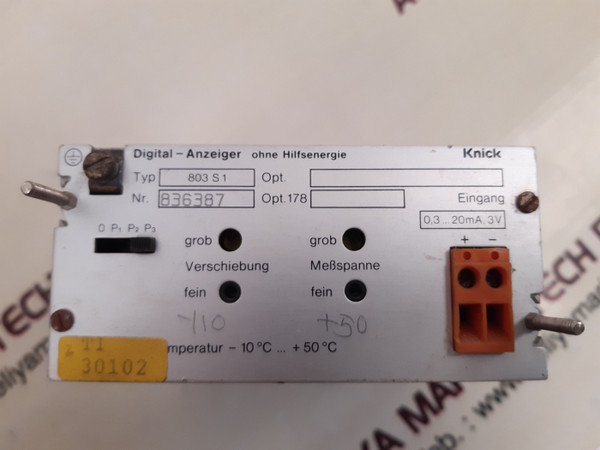 Digital - Anzeiger ohne Hilfsenergie Knick
Typ 803 S 1 Opt.
Nr. 836387 Opt. 178 Eingang
0,3 ... 20mA, 3V
0 P₁ P₂ P₃
+ −
grob grob
Verschiebung Meßspanne
fein fein
-110 +50
TI
30102
mperatur - 10 °C ... + 50 °C